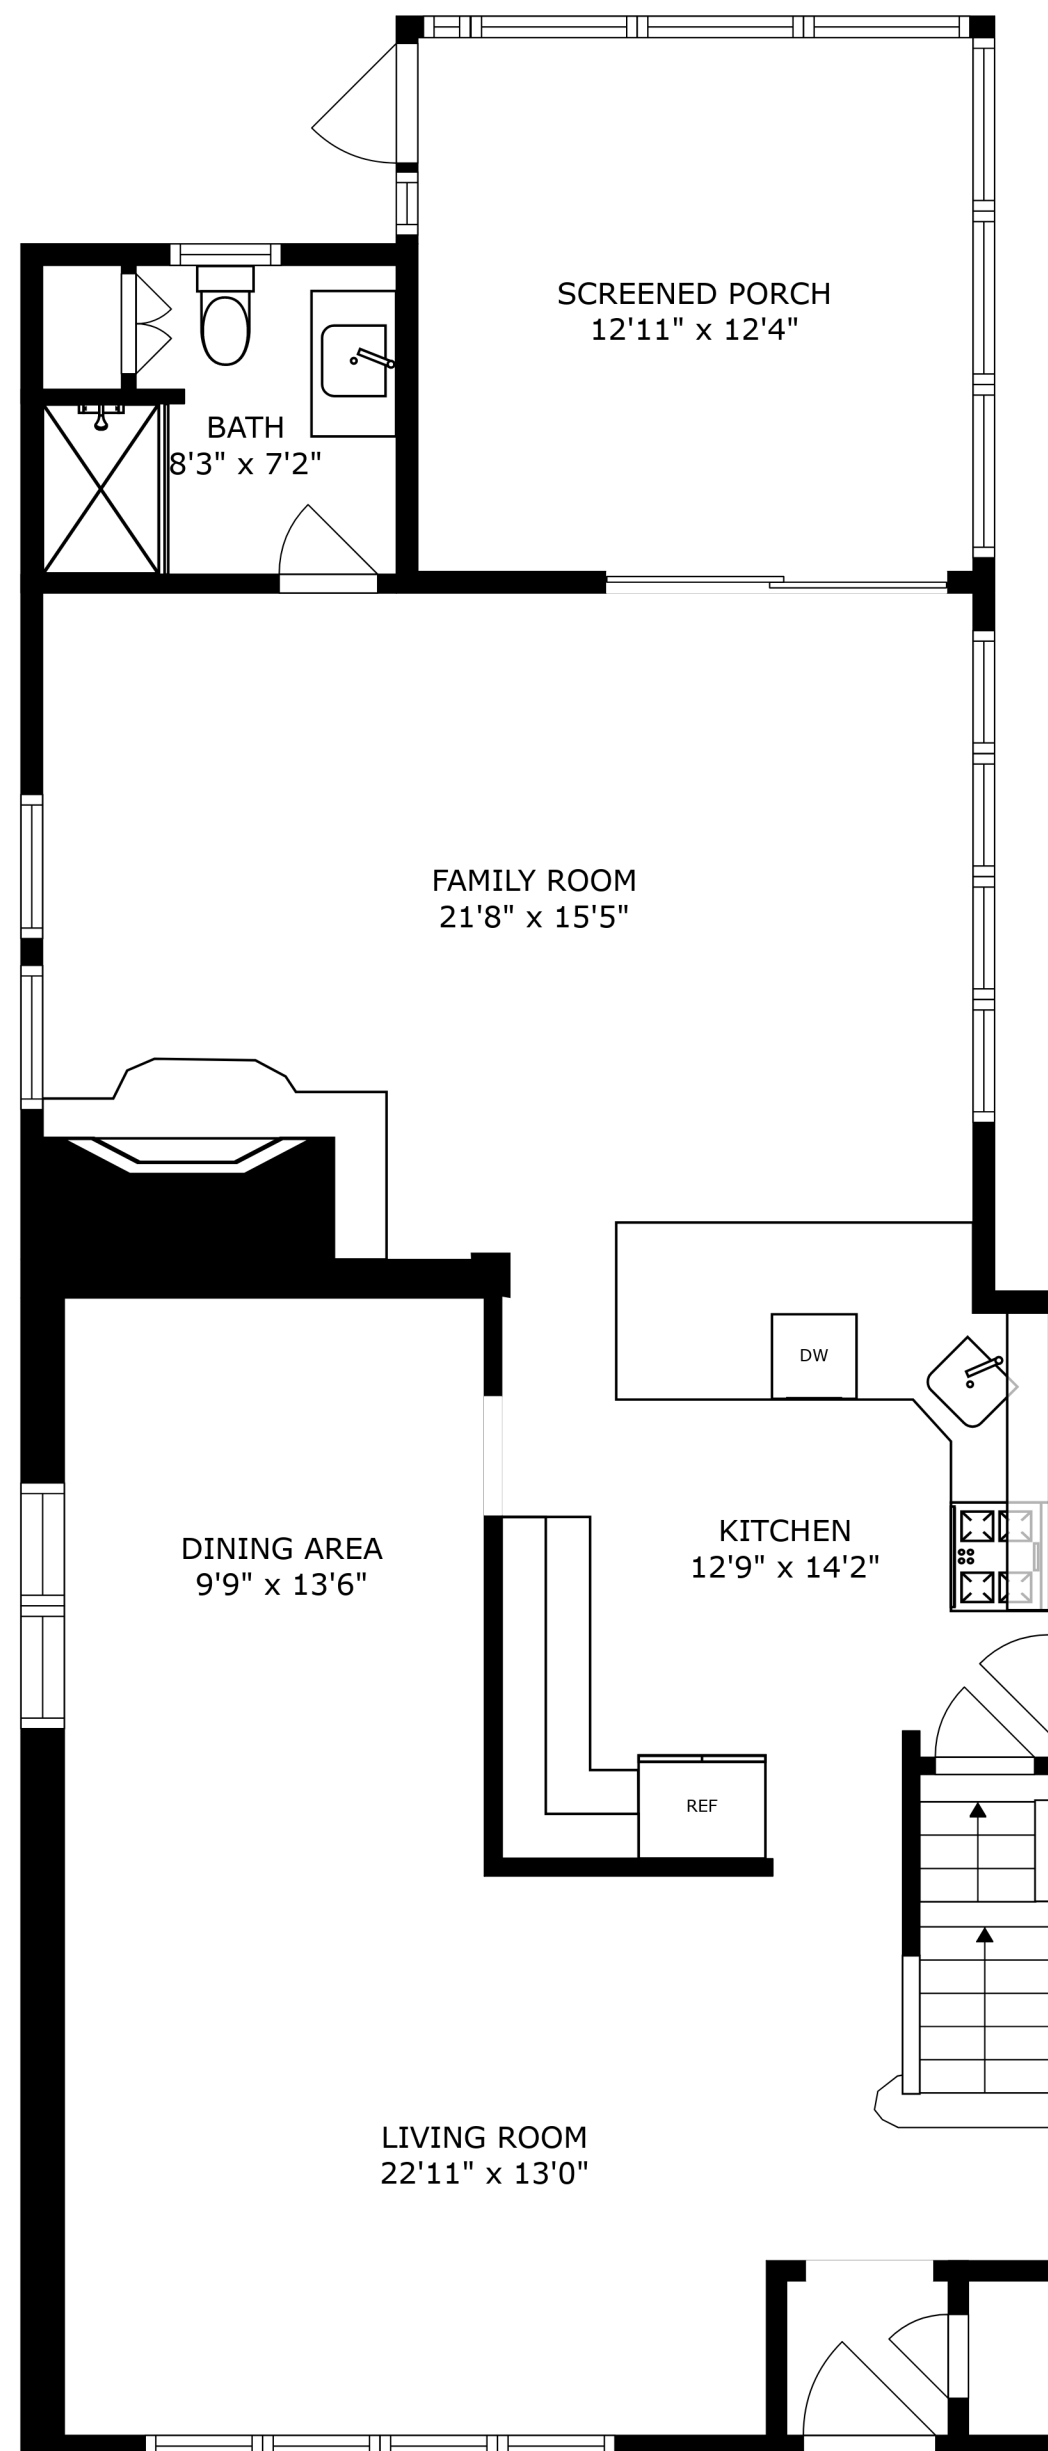 SCREENED PORCH
12'11" x 12'4"
BATH
8'3" x 7'2"
FAMILY ROOM
21'8" x 15'5"
DW
DINING AREA
9'9" x 13'6"
KITCHEN
12'9" x 14'2"
REF
LIVING ROOM
22'11" x 13'0"